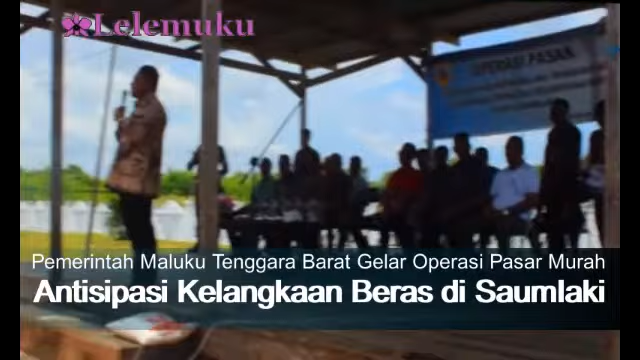 Lelemuku
OPERASI PASAR
Pemerintah Maluku Tenggara Barat Gelar Operasi Pasar Murah
Antisipasi Kelangkaan Beras di Saumlaki